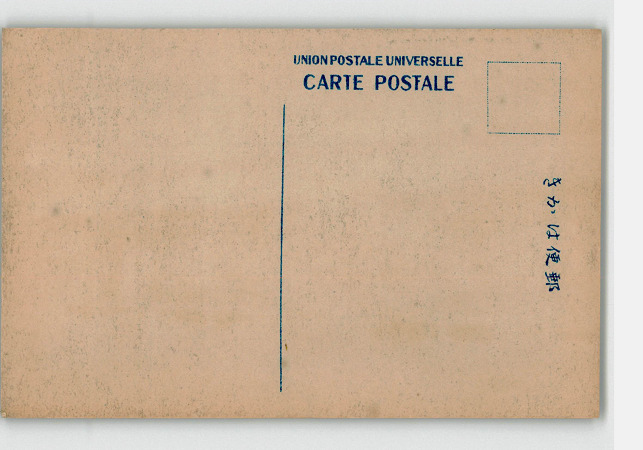 UNION POSTALE UNIVERSELLE
CARTE POSTALE
きかは便郵